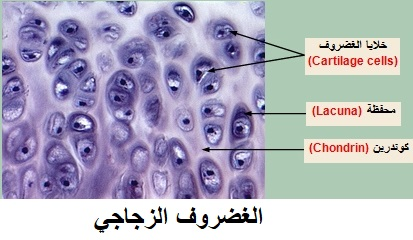 خلايا الغضروف
(Cartilage cells)
محفظة (Lacuna)
كوندرين (Chondrin)
الغضروف الزجاجي